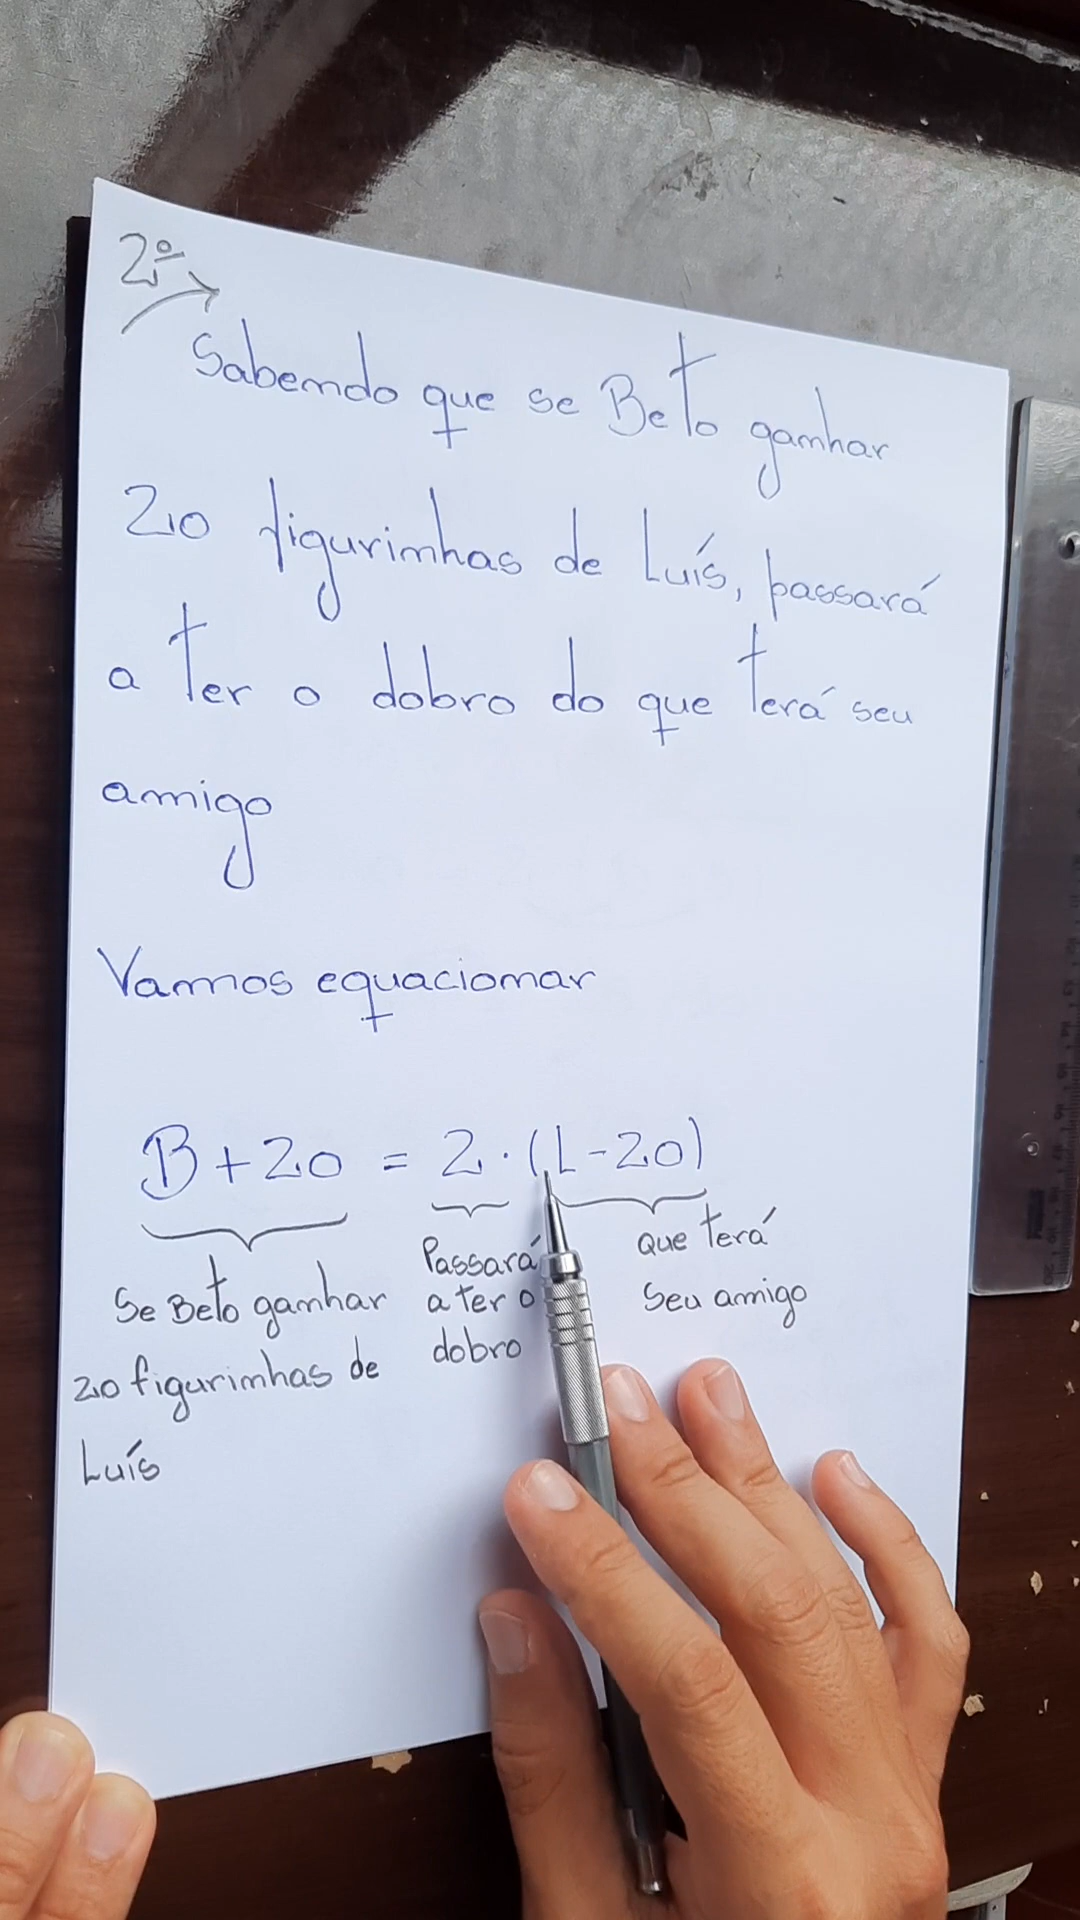 2º
Sabendo que se Beto ganhar
20 figurinhas de Luís, passará
a ter o dobro do que terá seu
amigo
Vamos equacionar
B + 20 = 2 · (L - 20)
Se Beto ganhar
20 figurinhas de
Luís
Passará
a ter o
dobro
que terá
seu amigo